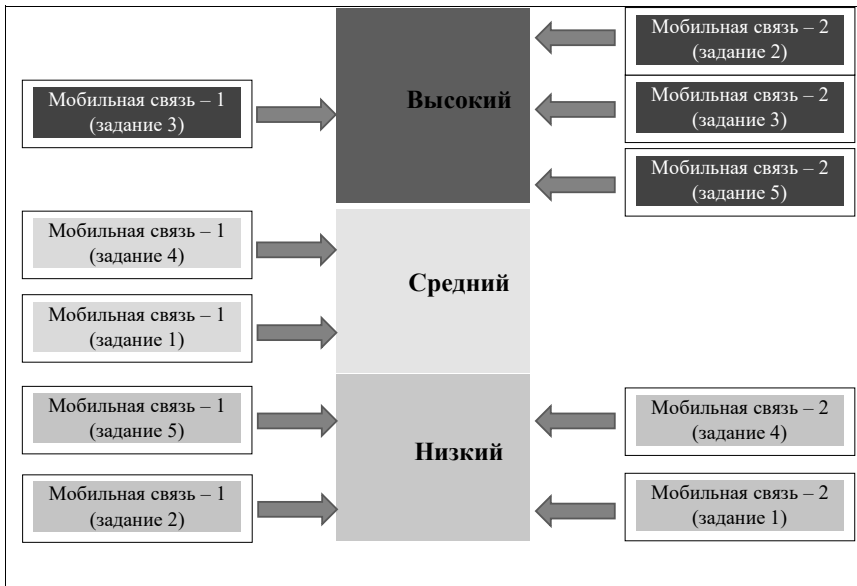 Мобильная связь – 2
(задание 2)
Мобильная связь – 1
(задание 3)
Высокий
Мобильная связь – 2
(задание 3)
Мобильная связь – 2
(задание 5)
Мобильная связь – 1
(задание 4)
Средний
Мобильная связь – 1
(задание 1)
Мобильная связь – 1
(задание 5)
Мобильная связь – 2
(задание 4)
Низкий
Мобильная связь – 1
(задание 2)
Мобильная связь – 2
(задание 1)